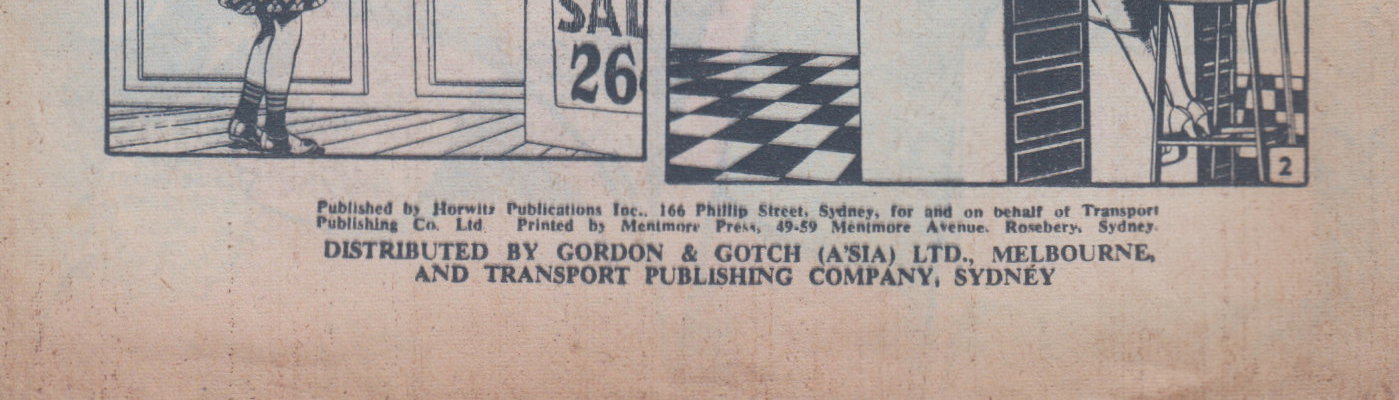 SAL
26
2
Published by Horwitz Publications Inc., 166 Phillip Street, Sydney, for and on behalf of Transport
Publishing Co. Ltd. Printed by Mentmore Press, 49-59 Mentmore Avenue, Rosebery, Sydney.
DISTRIBUTED BY GORDON & GOTCH (A'SIA) LTD., MELBOURNE,
AND TRANSPORT PUBLISHING COMPANY, SYDNEY